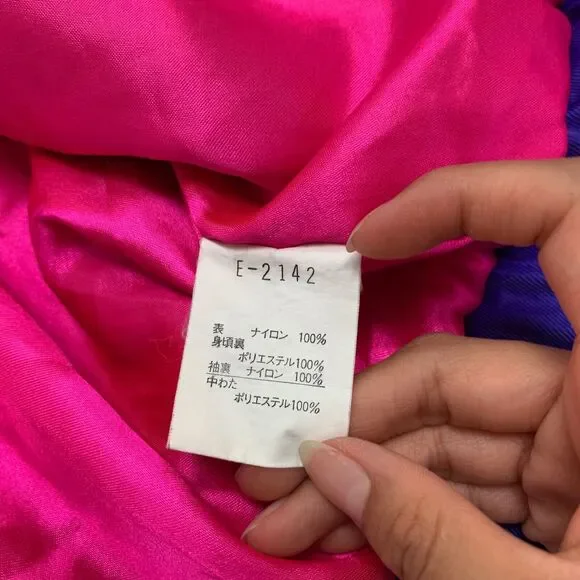 E-2142
表 ナイロン 100%
身頃裏
ポリエステル100%
袖裏 ナイロン 100%
中わた
ポリエステル100%